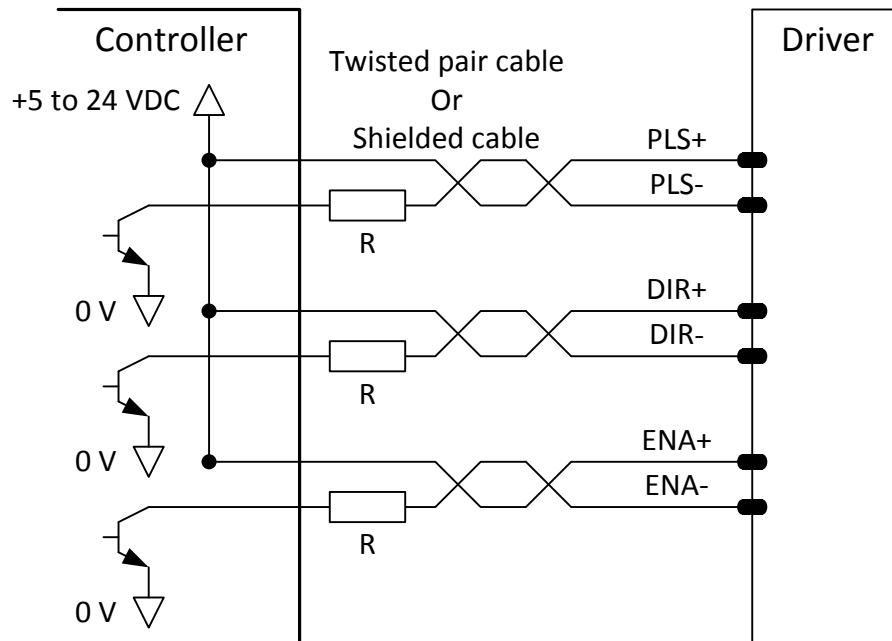 Controller
Driver
Twisted pair cable
Or
Shielded cable
+5 to 24 VDC
PLS+
PLS-
R
0 V
DIR+
DIR-
R
0 V
ENA+
ENA-
R
0 V